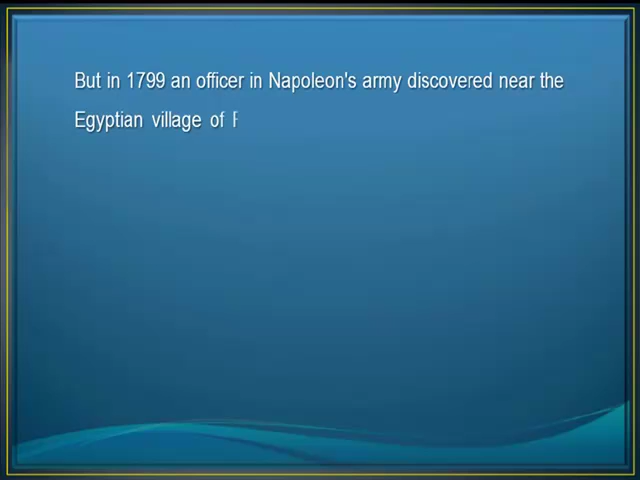 But in 1799 an officer in Napoleon's army discovered near the
Egyptian village of